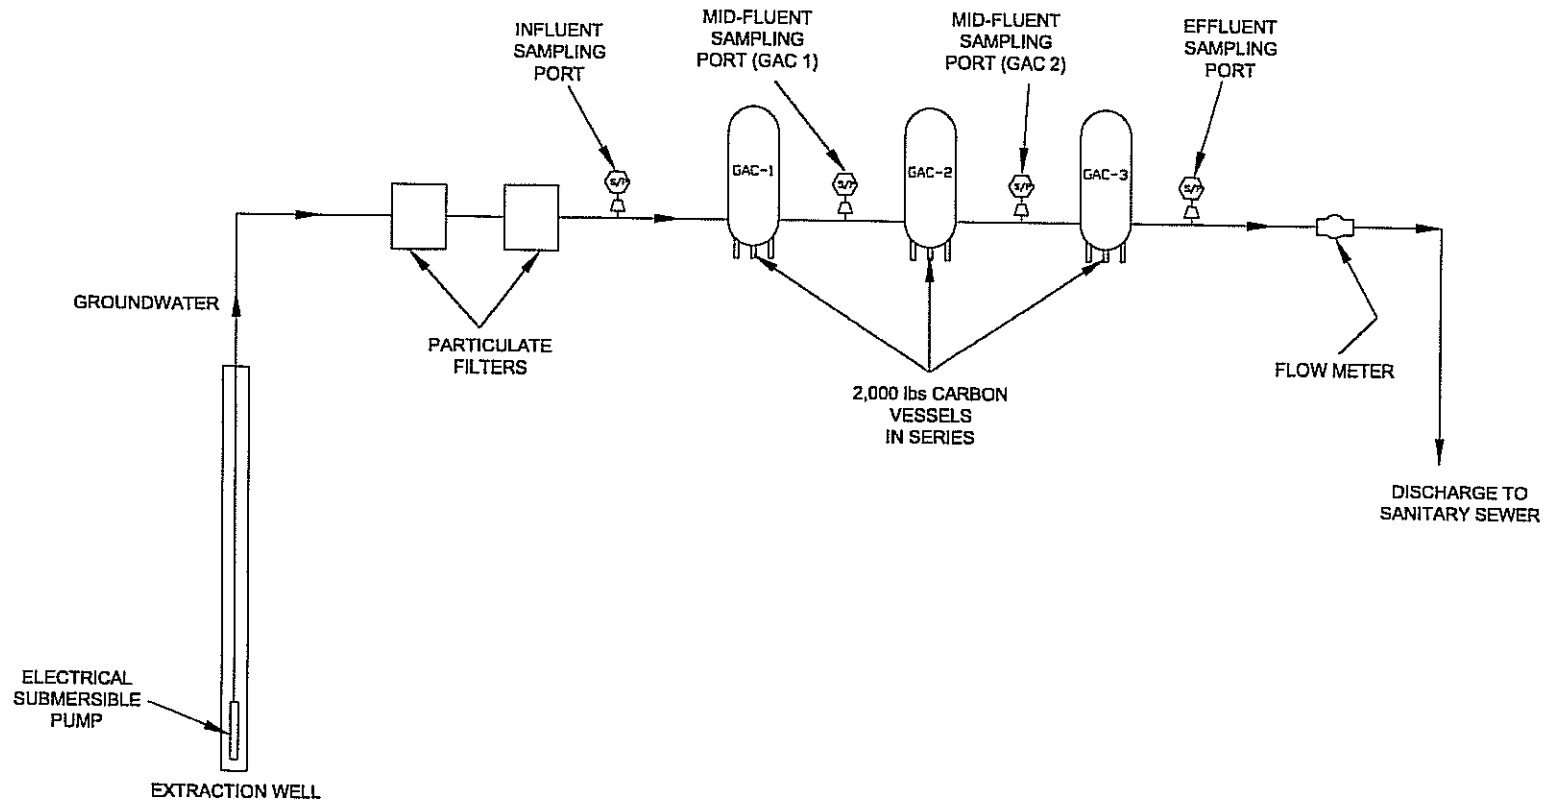 INFLUENT
SAMPLING
PORT
MID-FLUENT
SAMPLING
PORT (GAC 1)
MID-FLUENT
SAMPLING
PORT (GAC 2)
EFFLUENT
SAMPLING
PORT
S/P
S/P
S/P
S/P
GAC-1
GAC-2
GAC-3
GROUNDWATER
PARTICULATE
FILTERS
2,000 lbs CARBON
VESSELS
IN SERIES
FLOW METER
DISCHARGE TO
SANITARY SEWER
ELECTRICAL
SUBMERSIBLE
PUMP
EXTRACTION WELL